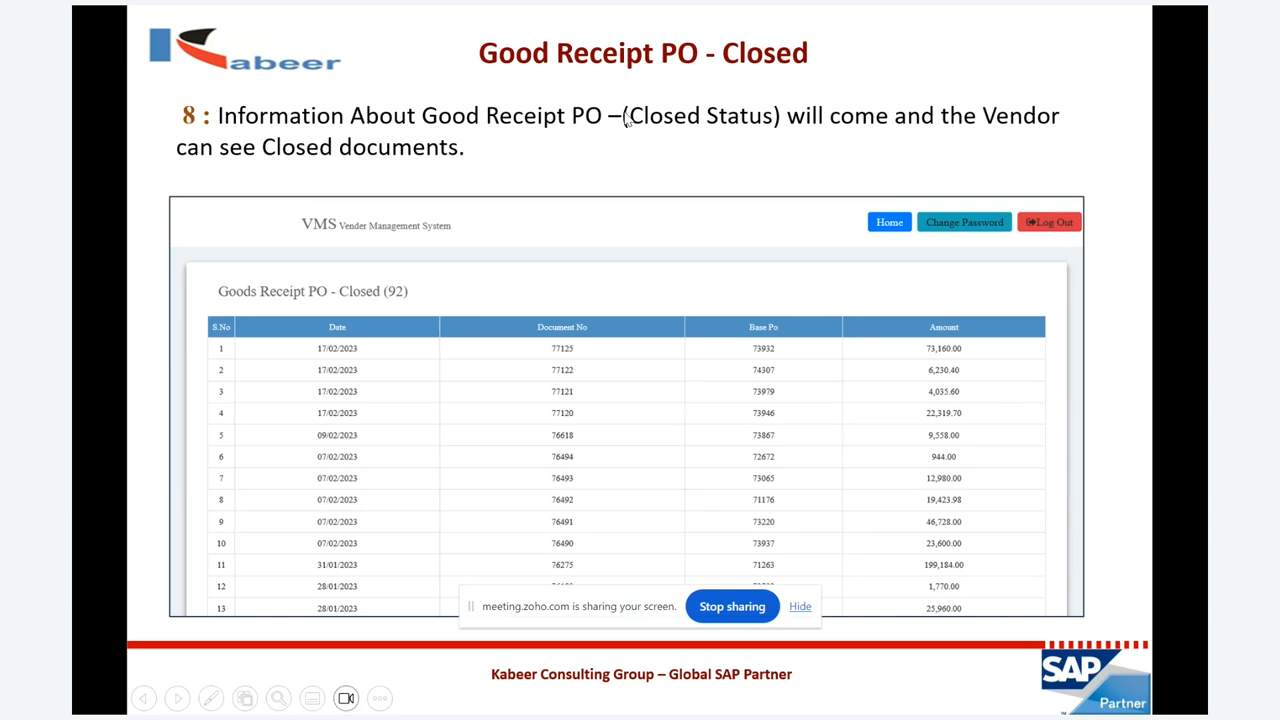 Kabeer
Good Receipt PO - Closed
8 : Information About Good Receipt PO –(Closed Status) will come and the Vendor
can see Closed documents.
VMS Vender Management System
Home Change Password Log Out
Goods Receipt PO - Closed (92)
S.No Date Document No Base Po Amount
1 17/02/2023 77125 73932 73,160.00
2 17/02/2023 77122 74307 6,230.40
3 17/02/2023 77121 73979 4,035.60
4 17/02/2023 77120 73946 22,319.70
5 09/02/2023 76618 73867 9,558.00
6 07/02/2023 76494 72672 944.00
7 07/02/2023 76493 73065 12,980.00
8 07/02/2023 76492 71176 19,423.98
9 07/02/2023 76491 73220 46,728.00
10 07/02/2023 76490 73937 23,600.00
11 31/01/2023 76275 71263 199,184.00
12 28/01/2023 1,770.00
13 28/01/2023 25,960.00
meeting.zoho.com is sharing your screen. Stop sharing Hide
Kabeer Consulting Group – Global SAP Partner
SAP
Partner